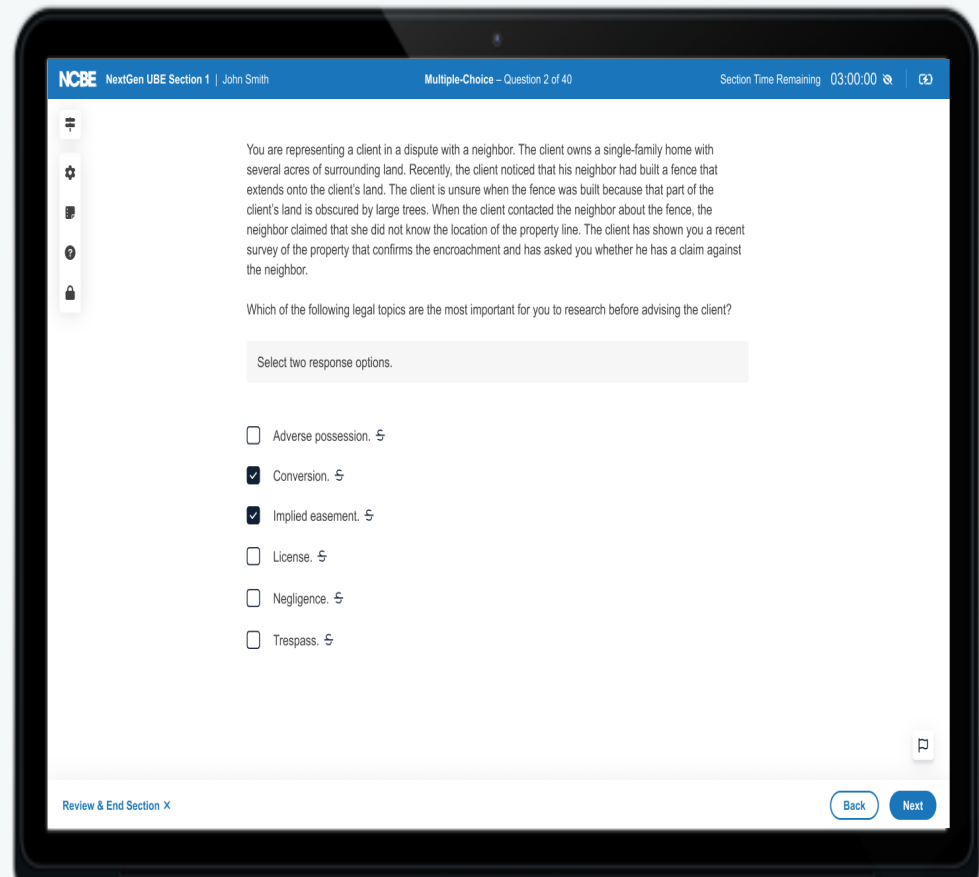 NCBE NextGen UBE Section 1 | John Smith Multiple-Choice – Question 2 of 40 Section Time Remaining 03:00:00
You are representing a client in a dispute with a neighbor. The client owns a single-family home with
several acres of surrounding land. Recently, the client noticed that his neighbor had built a fence that
extends onto the client's land. The client is unsure when the fence was built because that part of the
client's land is obscured by large trees. When the client contacted the neighbor about the fence, the
neighbor claimed that she did not know the location of the property line. The client has shown you a recent
survey of the property that confirms the encroachment and has asked you whether he has a claim against
the neighbor.
Which of the following legal topics are the most important for you to research before advising the client?
Select two response options.
Adverse possession. S
Conversion. S
Implied easement. S
License. S
Negligence. S
Trespass. S
Review & End Section X Back Next